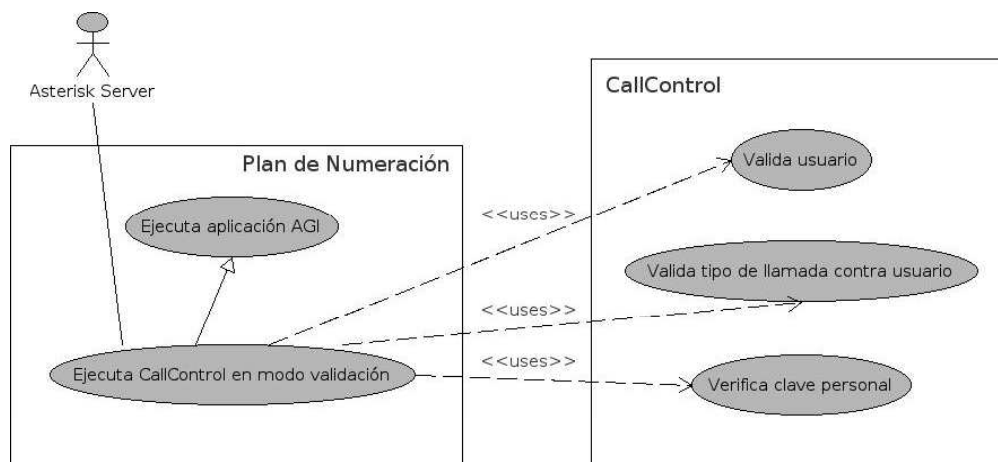 Asterisk Server
CallControl
Plan de Numeración
Valida usuario
Ejecuta aplicación AGI
<<uses>>
Valida tipo de llamada contra usuario
<<uses>>
<<uses>>
Ejecuta CallControl en modo validación
Verifica clave personal